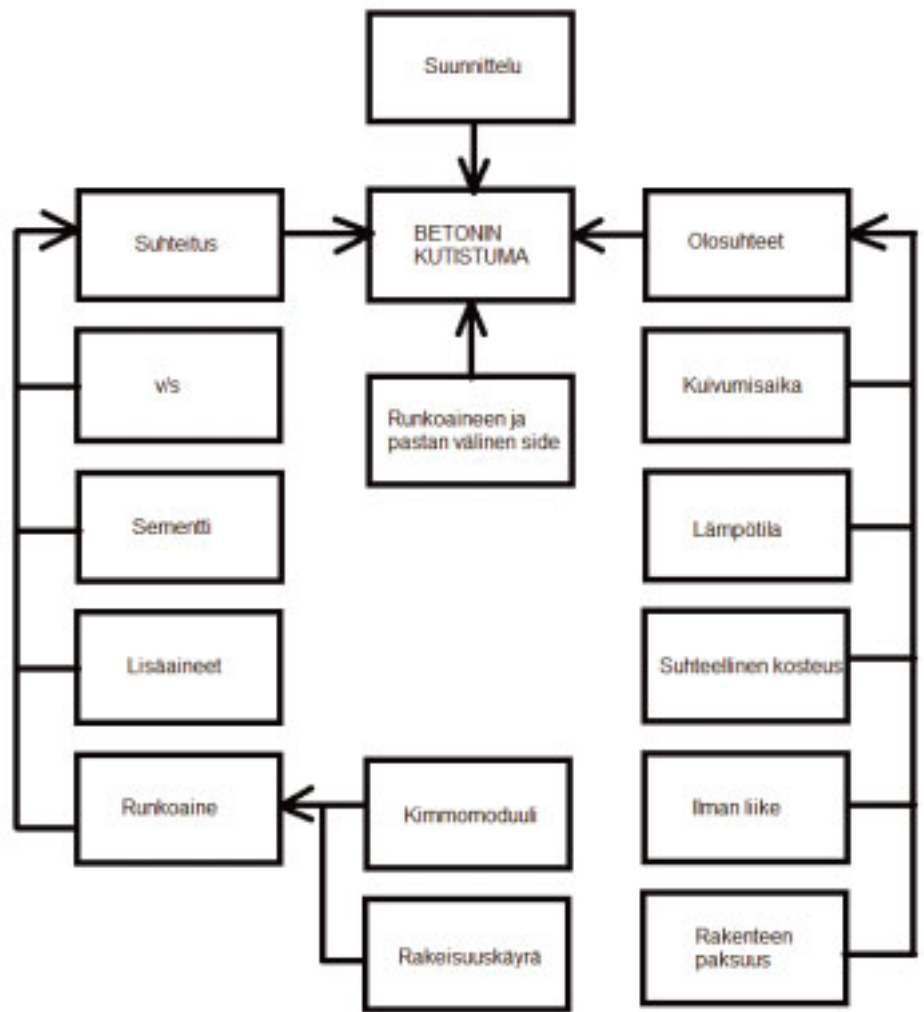 Suunnittelu
Suhteitus
BETONIN
KUTISTUMA
Olosuhteet
v/s
Runkoaineen ja
pastan välinen side
Kuivumisaika
Sementti
Lämpötila
Lisäaineet
Suhteellinen kosteus
Runkoaine
Kimmomoduuli
Ilman liike
Rakeisuuskäyrä
Rakenteen
paksuus